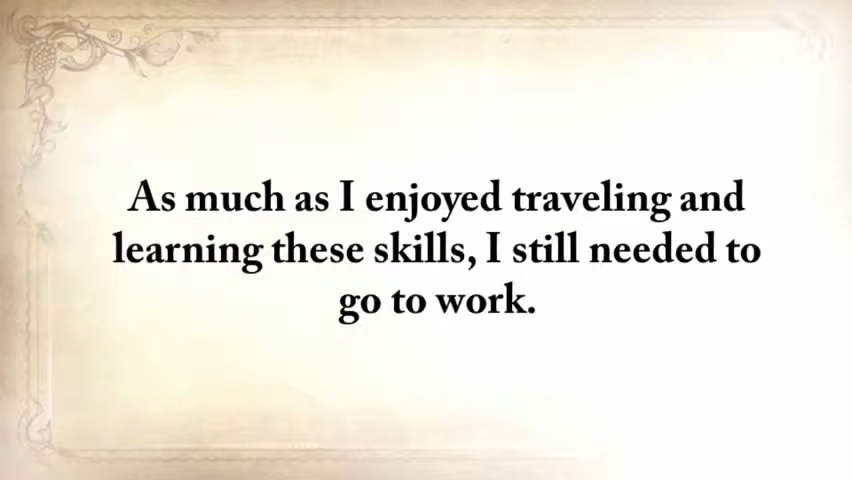 As much as I enjoyed traveling and
learning these skills, I still needed to
go to work.